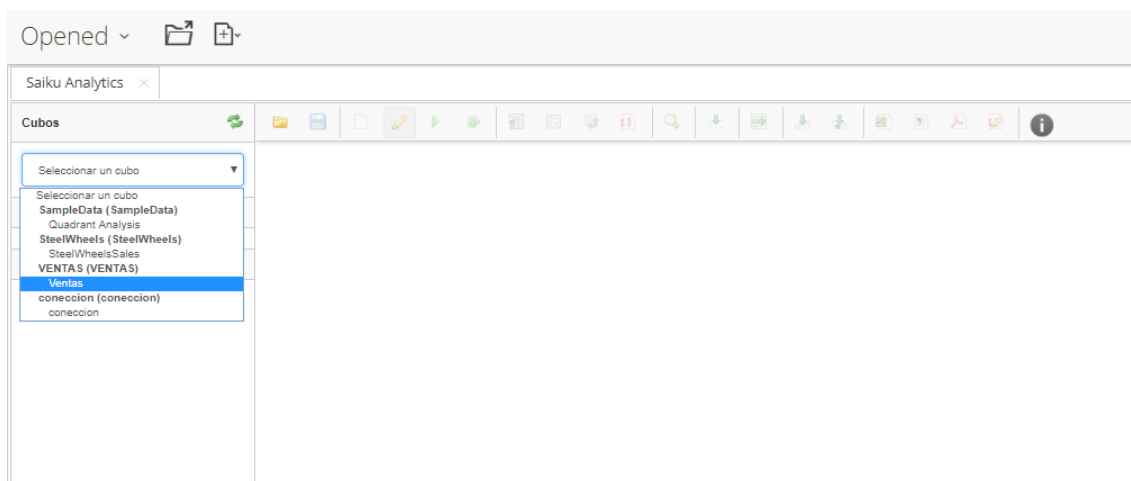 Opened
Saiku Analytics ×
Cubos
Seleccionar un cubo
Seleccionar un cubo
SampleData (SampleData)
Quadrant Analysis
SteelWheels (SteelWheels)
SteelWheelsSales
VENTAS (VENTAS)
Ventas
coneccion (coneccion)
coneccion